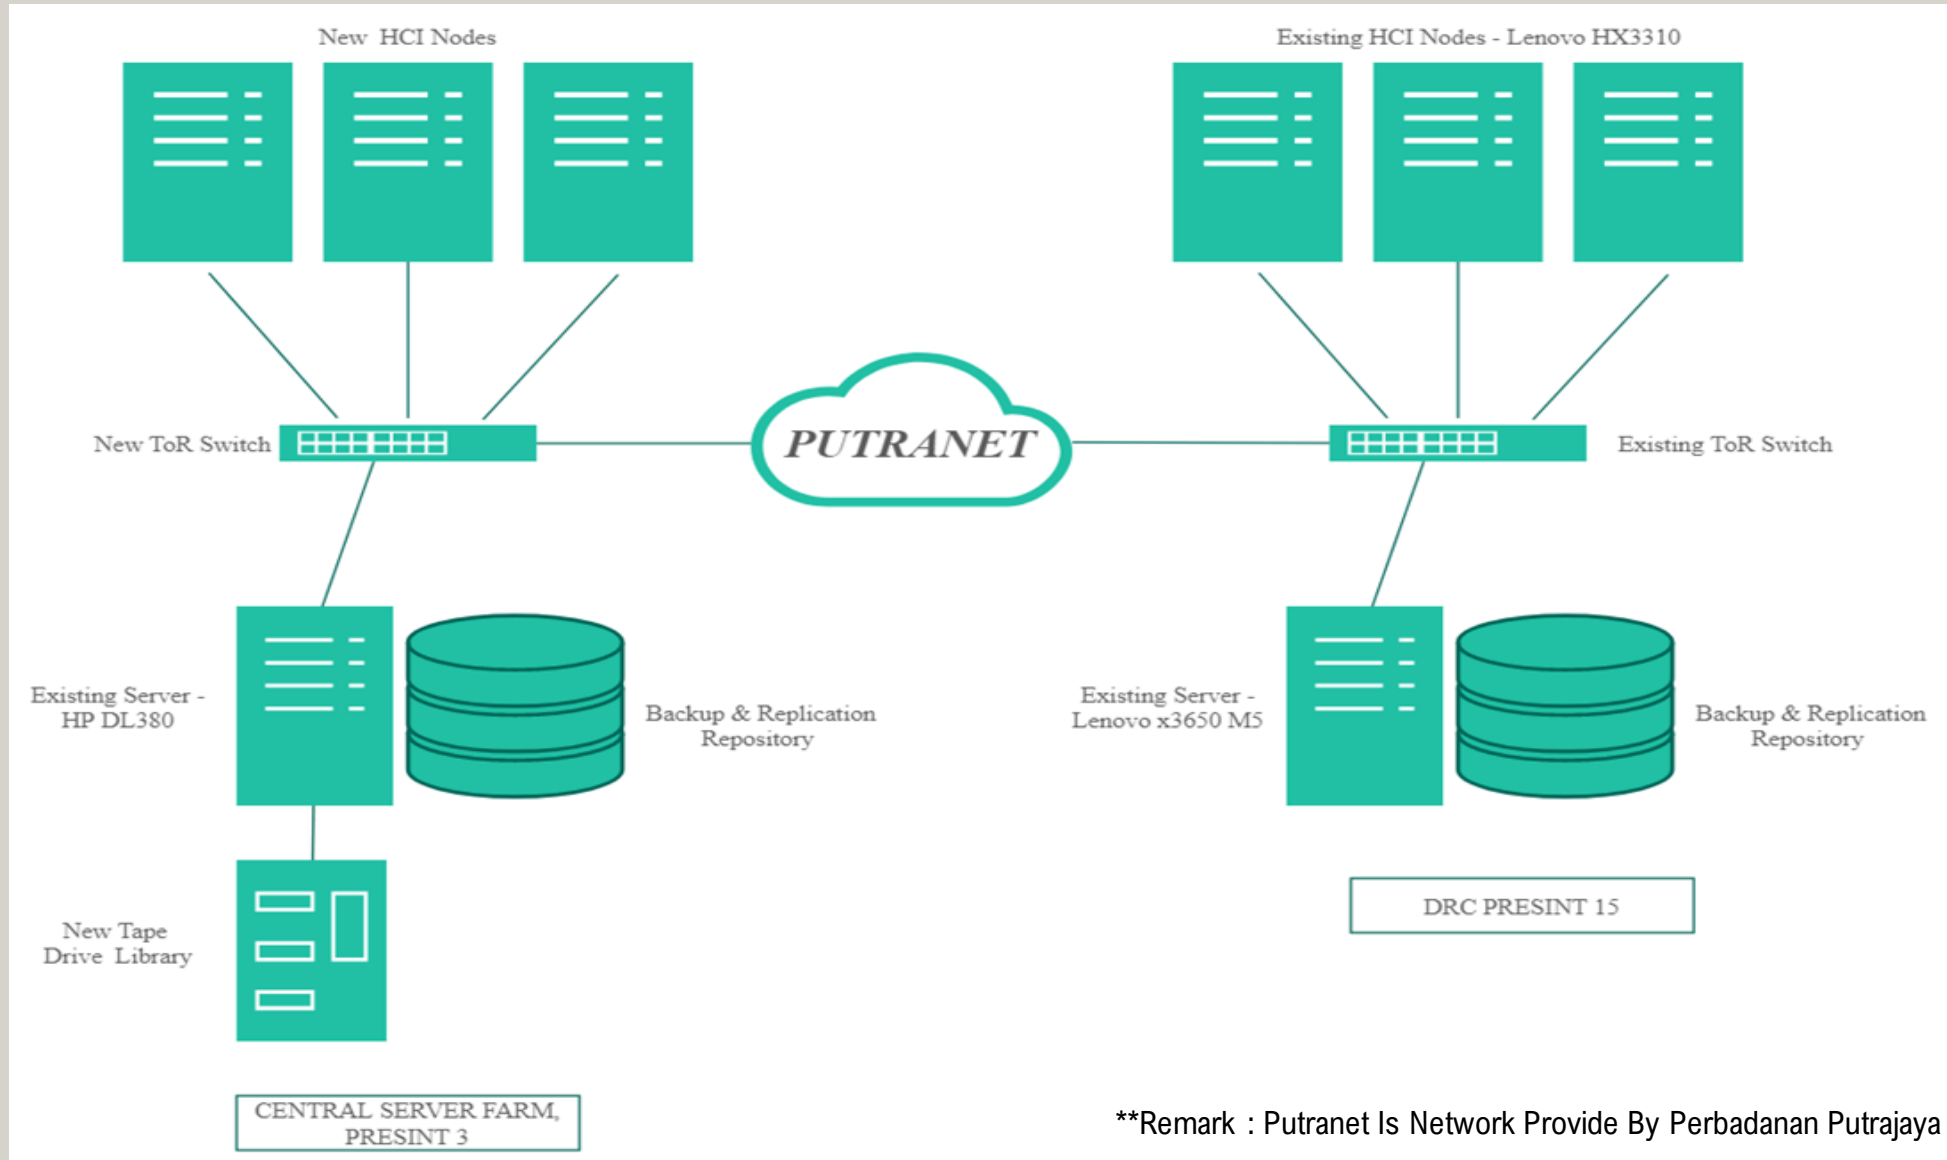 New HCI Nodes
Existing HCI Nodes - Lenovo HX3310
New ToR Switch
PUTRANET
Existing ToR Switch
Existing Server -
HP DL380
Backup & Replication
Repository
Existing Server -
Lenovo x3650 M5
Backup & Replication
Repository
New Tape
Drive Library
DRC PRESINT 15
CENTRAL SERVER FARM,
PRESINT 3
**Remark : Putranet Is Network Provide By Perbadanan Putrajaya